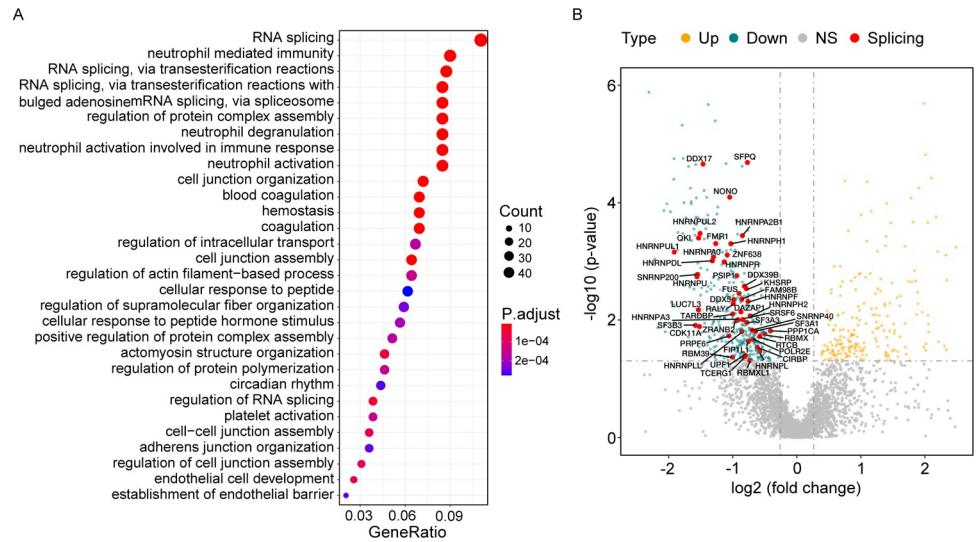 A
RNA splicing
neutrophil mediated immunity
RNA splicing, via transesterification reactions
RNA splicing, via transesterification reactions with
bulged adenosinemRNA splicing, via spliceosome
regulation of protein complex assembly
neutrophil degranulation
neutrophil activation involved in immune response
neutrophil activation
cell junction organization
blood coagulation
hemostasis
coagulation
regulation of intracellular transport
cell junction assembly
regulation of actin filament−based process
cellular response to peptide
regulation of supramolecular fiber organization
cellular response to peptide hormone stimulus
positive regulation of protein complex assembly
actomyosin structure organization
regulation of protein polymerization
circadian rhythm
regulation of RNA splicing
platelet activation
cell−cell junction assembly
adherens junction organization
regulation of cell junction assembly
endothelial cell development
establishment of endothelial barrier
0.03 0.06 0.09
GeneRatio
Count
10
20
30
40
P.adjust
1e−04
2e−04
B
Type Up Down NS Splicing
6
4
2
0
-log10 (p-value)
-2 -1 0 1 2
log2 (fold change)
DDX17
SFPQ
NONO
HNRNPUL2
HNRNPA2B1
QKI
FMR1
HNRNPH1
HNRNPUL1
HNRNPA0
ZNF638
HNRNPDL
HNRNPR
SNRNP200
PSIP1
DDX39B
HNRNPU
KHSRP
FUS
FAM98B
DDX5
HNRNPF
LUC7L3
RALY
DAZAP1
HNRNPH2
HNRNPA3
TARDBP
SRSF6
SF3A3
SNRNP40
SF3B3
SF3A1
CDK11A
ZRANB2
PPP1CA
RBMX
PRPF6
RTCB
FIP1L1
POLR2E
RBM39
CIRBP
HNRNPLL
UPF1
HNRNPL
TCERG1
RBMXL1